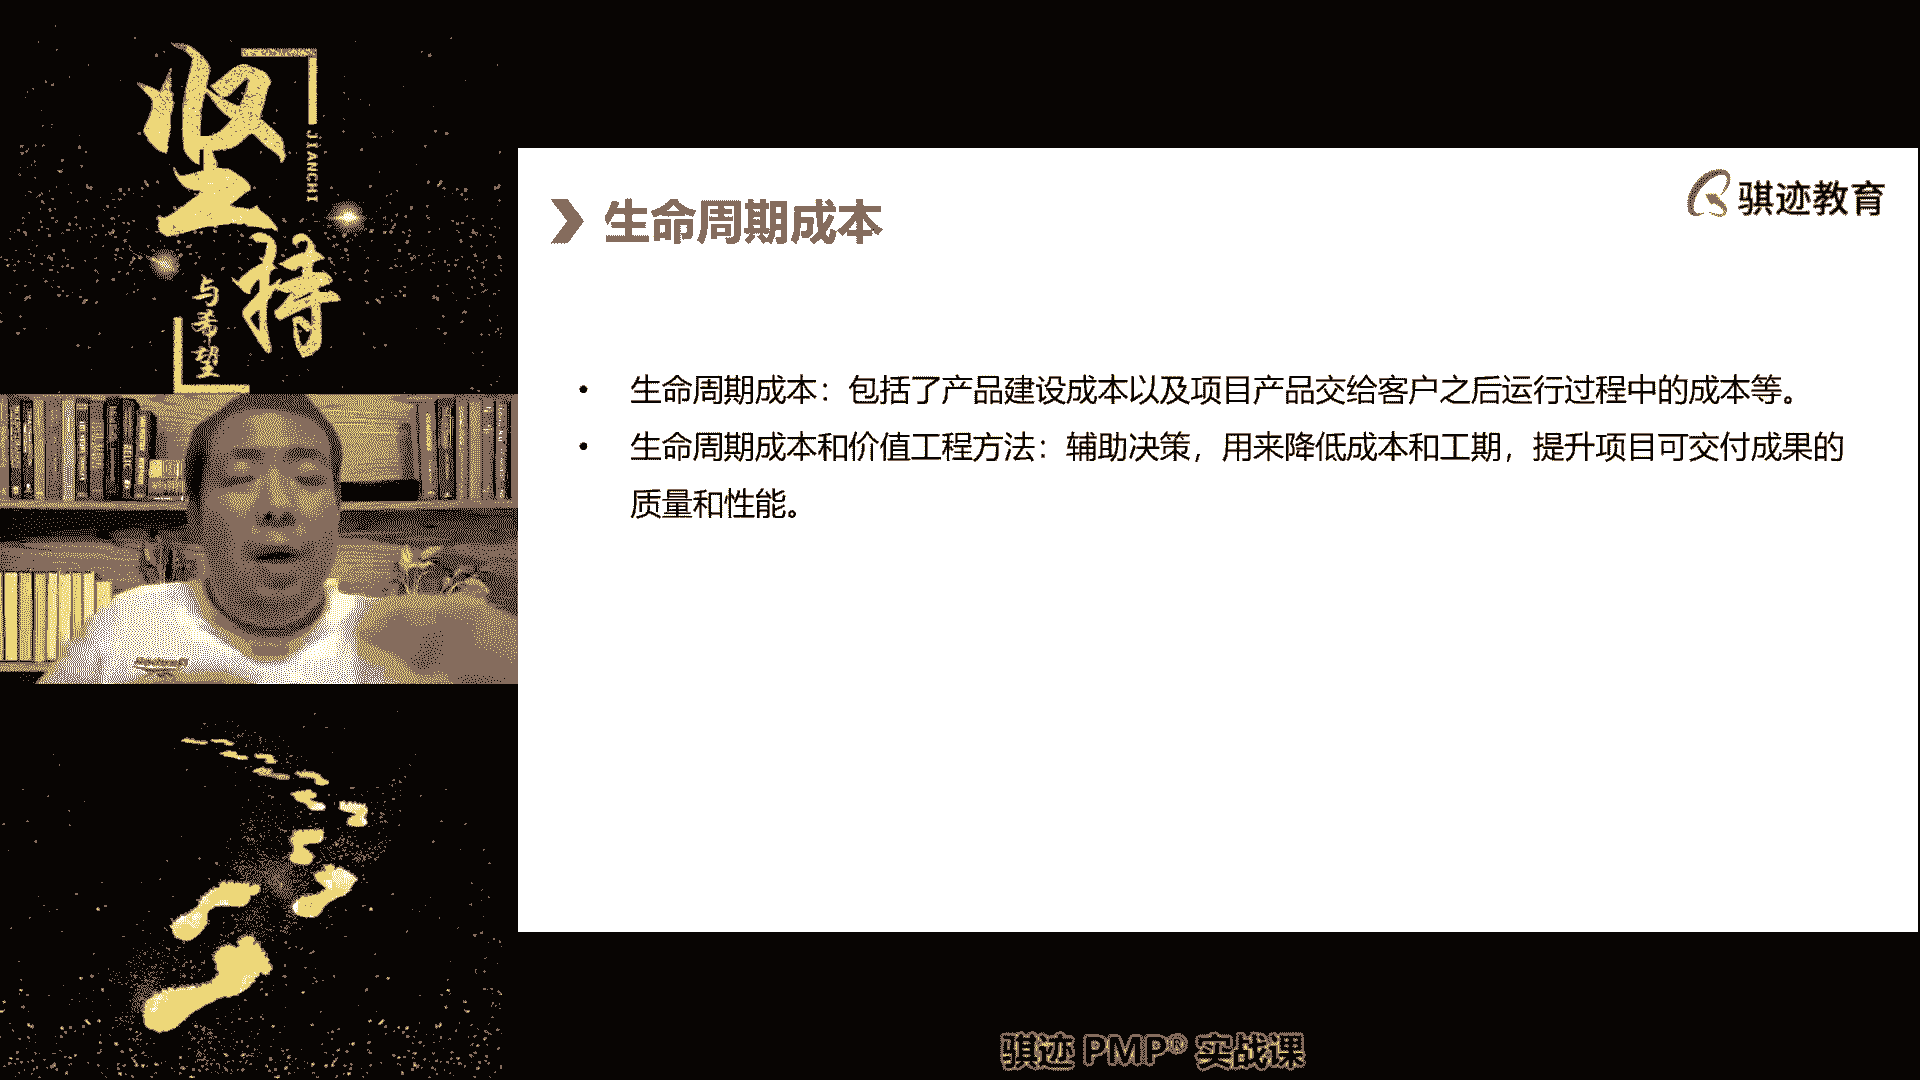 坚持
JIANCHI
与希望
骐迹教育
生命周期成本
• 生命周期成本：包括了产品建设成本以及项目产品交给客户之后运行过程中的成本等。
• 生命周期成本和价值工程方法：辅助决策，用来降低成本和工期，提升项目可交付成果的
质量和性能。
骐迹 PMP® 实战课